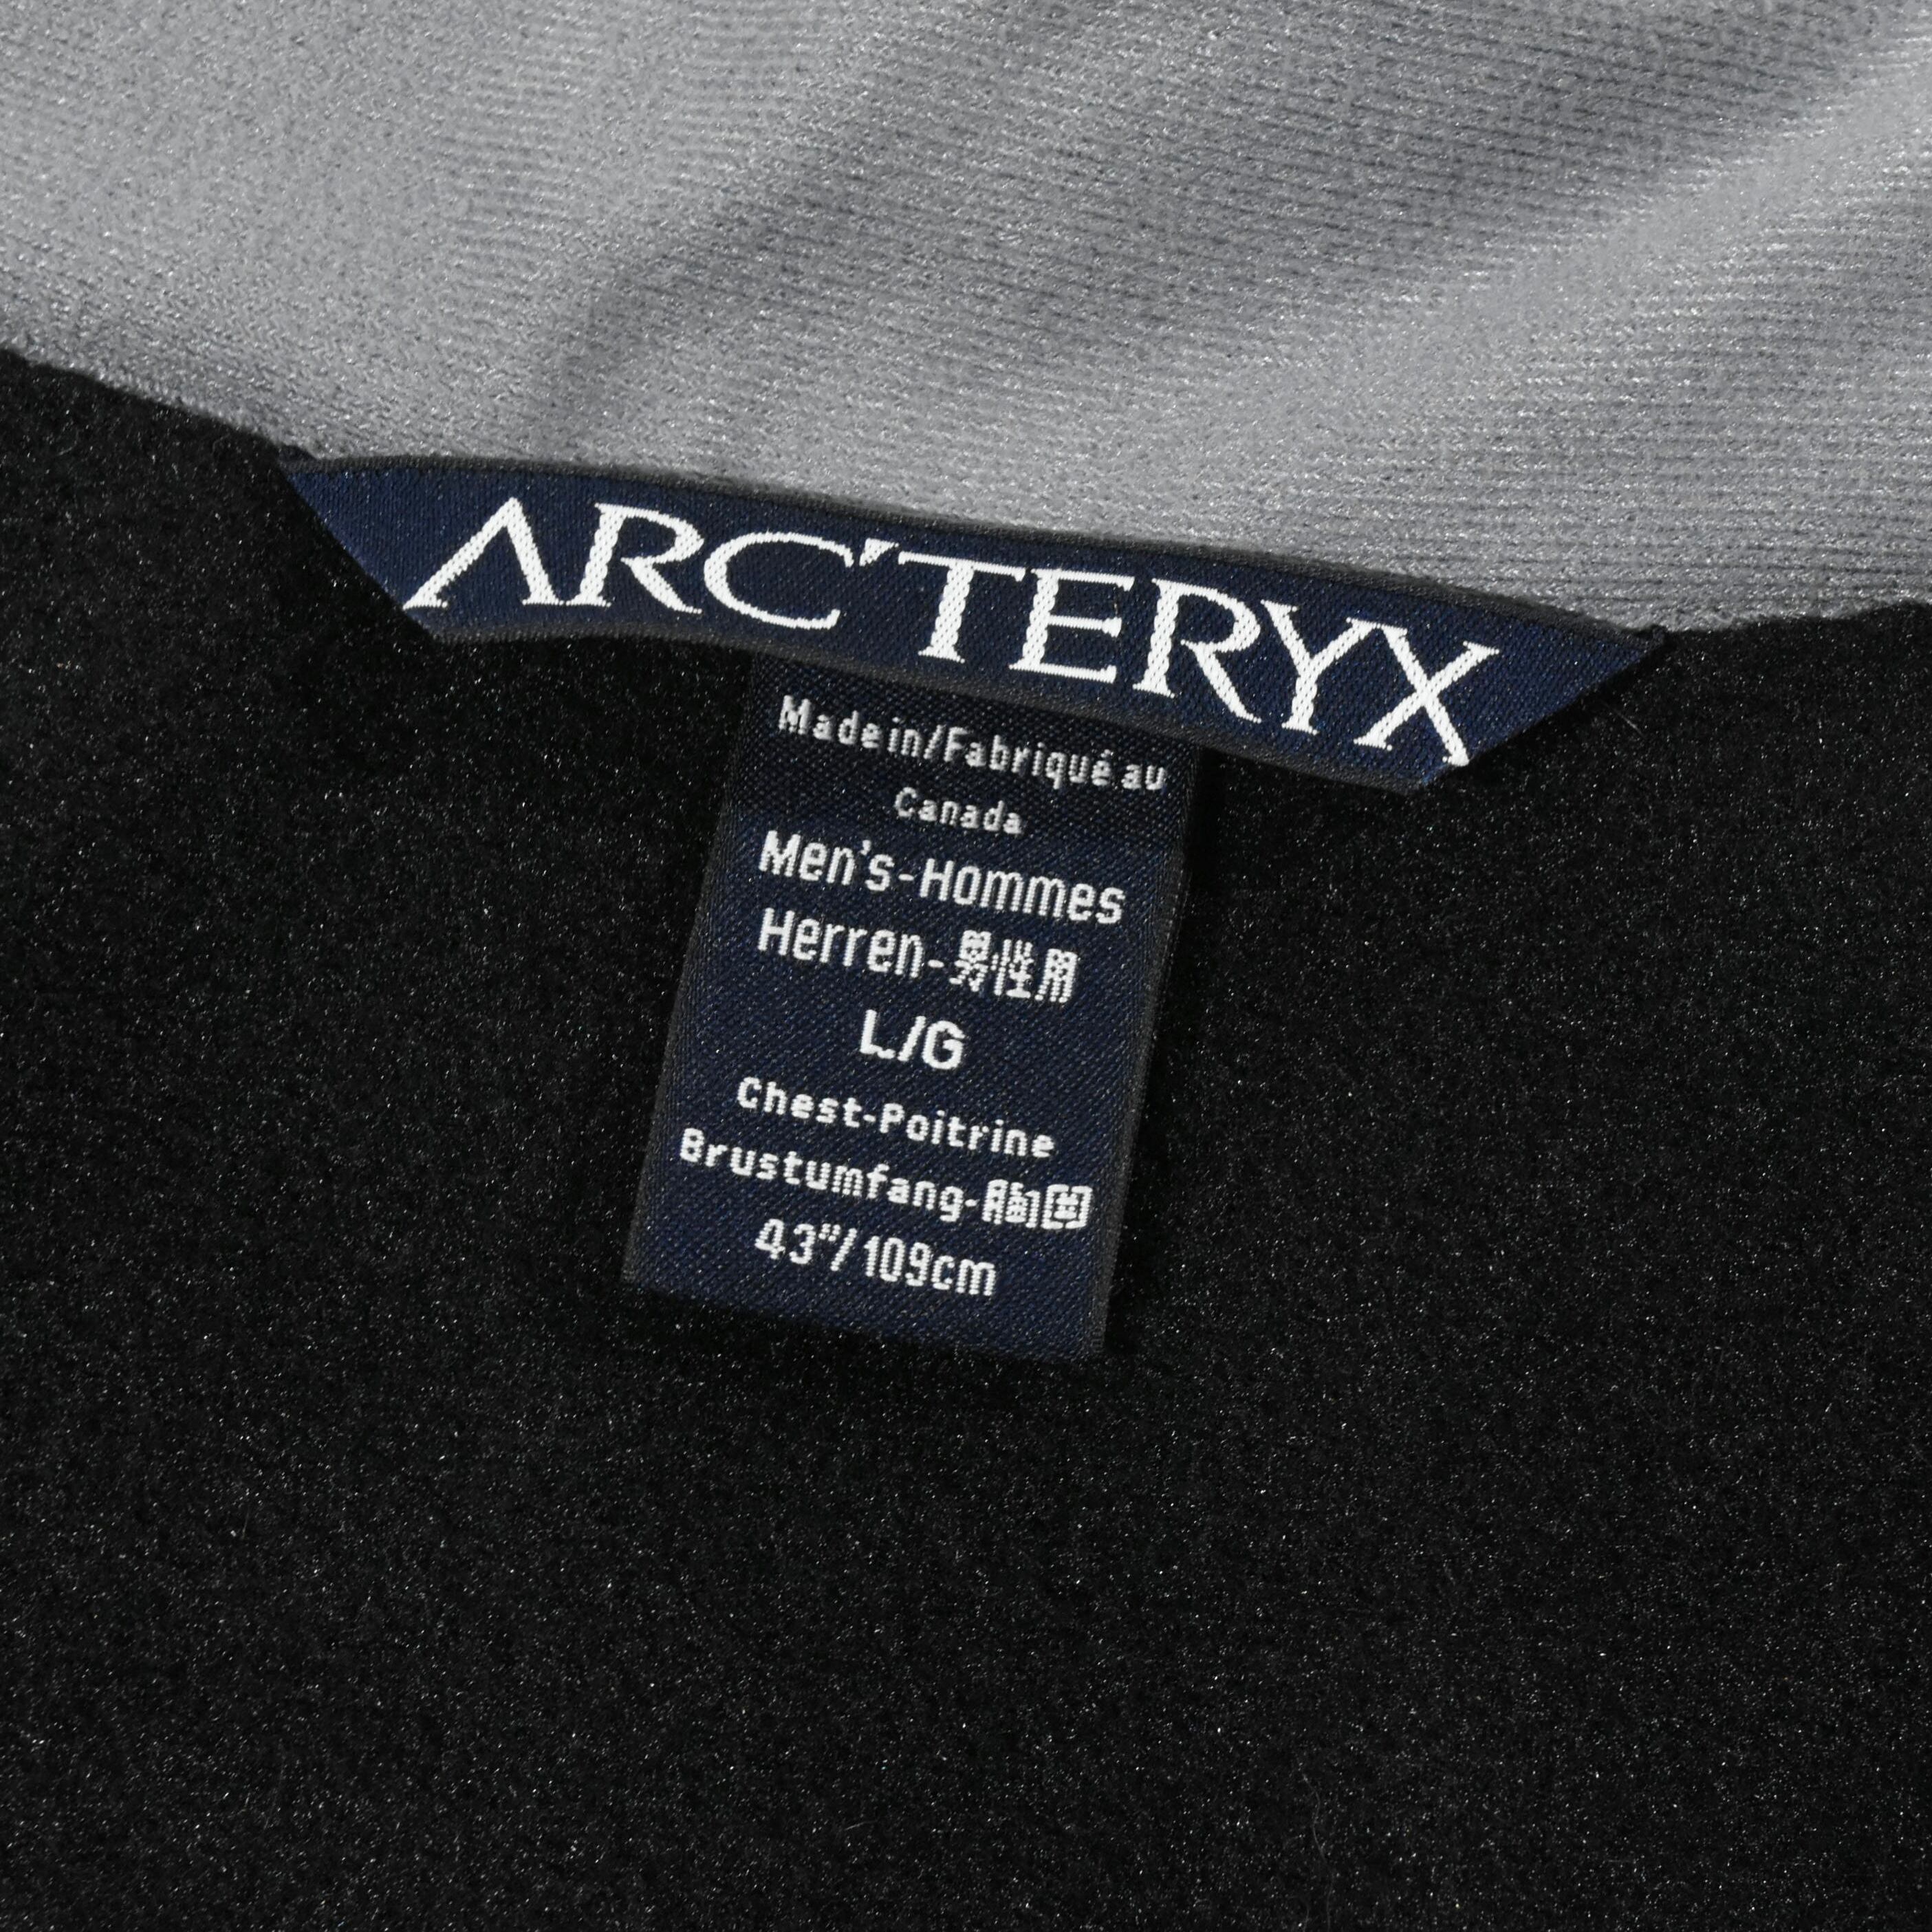 ARC'TERYX
Made in/Fabriqué au
Canada
Men's-Hommes
Herren-男性用
L/G
Chest-Poitrine
Brustumfang-胸囲
43"/109cm